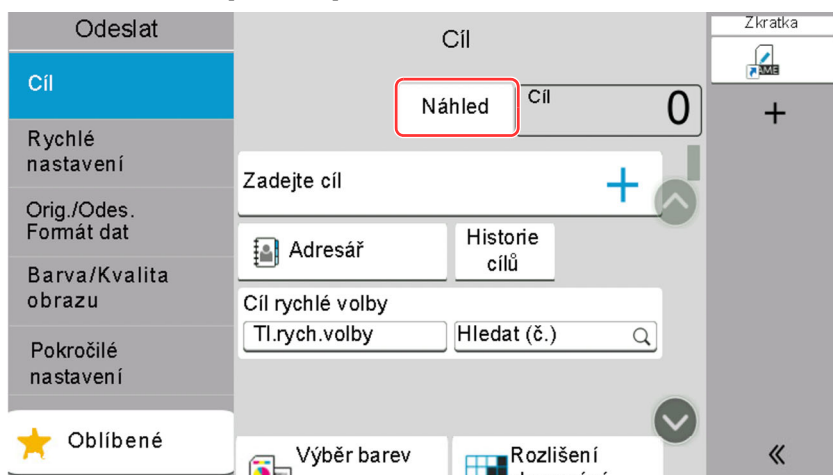 Odeslat
Cíl
Rychlé
nastavení
Orig./Odes.
Formát dat
Barva/Kvalita
obrazu
Pokročilé
nastavení
Oblíbené
Cíl
Náhled
Cíl
0
Zadejte cíl
Adresář
Historie
cílů
Cíl rychlé volby
Tl.rych.volby
Hledat (č.)
Výběr barev
Rozlišení
Zkratka